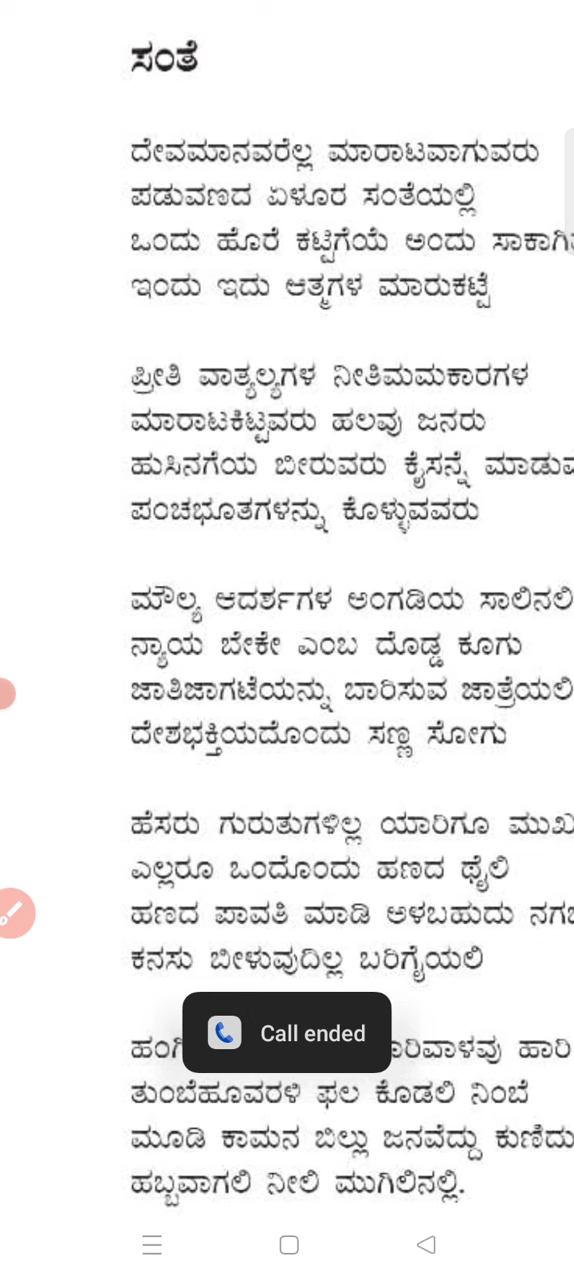 ಸಂತೆ
ದೇವಮಾನವರೆಲ್ಲ ಮಾರಾಟವಾಗುವರು
ಪಡುವಣದ ಏಳೂರ ಸಂತೆಯಲ್ಲಿ
ಒಂದು ಹೊರೆ ಕಟ್ಟಿಗೆಯೆ ಅಂದು
ಇಂದು ಇದು ಆತ್ಮಗಳ ಮಾರುಕಟ್ಟೆ
ಪ್ರೀತಿ ವಾತ್ಯಲ್ಯಗಳ ನೀತಿಮಮಕಾರಗಳ
ಮಾರಾಟಕಿಟ್ಟವರು ಹಲವು ಜನರು
ಹುಸಿನಗೆಯ ಬೀರುವರು ಕೈಸನ್ನೆ
ಪಂಚಭೂತಗಳನ್ನು ಕೊಳ್ಳುವವರು
ಮೌಲ್ಯ ಆದರ್ಶಗಳ ಅಂಗಡಿಯ ಸಾಲಿನಲಿ
ನ್ಯಾಯ ಬೇಕೇ ಎಂಬ ದೊಡ್ಡ ಕೂಗು
ಜಾತಿಜಾಗಟೆಯನ್ನು ಬಾರಿಸುವ ಜಾತ್ರೆಯಲಿ
ದೇಶಭಕ್ತಿಯದೊಂದು ಸಣ್ಣ ಸೋಗು
ಹೆಸರು ಗುರುತುಗಳಿಲ್ಲ ಯಾರಿಗೂ
ಎಲ್ಲರೂ ಒಂದೊಂದು ಹಣದ ಥೈಲಿ
ಹಣದ ಪಾವತಿ ಮಾಡಿ ಅಳಬಹುದು
ಕನಸು ಬೀಳುವುದಿಲ್ಲ ಬರಿಗೈಯಲಿ
ಹಾರಿ
ತುಂಬೆಹೂವರಳಿ ಫಲ ಕೊಡಲಿ ನಿಂಬೆ
ಮೂಡಿ ಕಾಮನ ಬಿಲ್ಲು ಜನವೆದ್ದು
ಹಬ್ಬವಾಗಲಿ ನೀಲಿ ಮುಗಿಲಿನಲ್ಲಿ.
Call ended